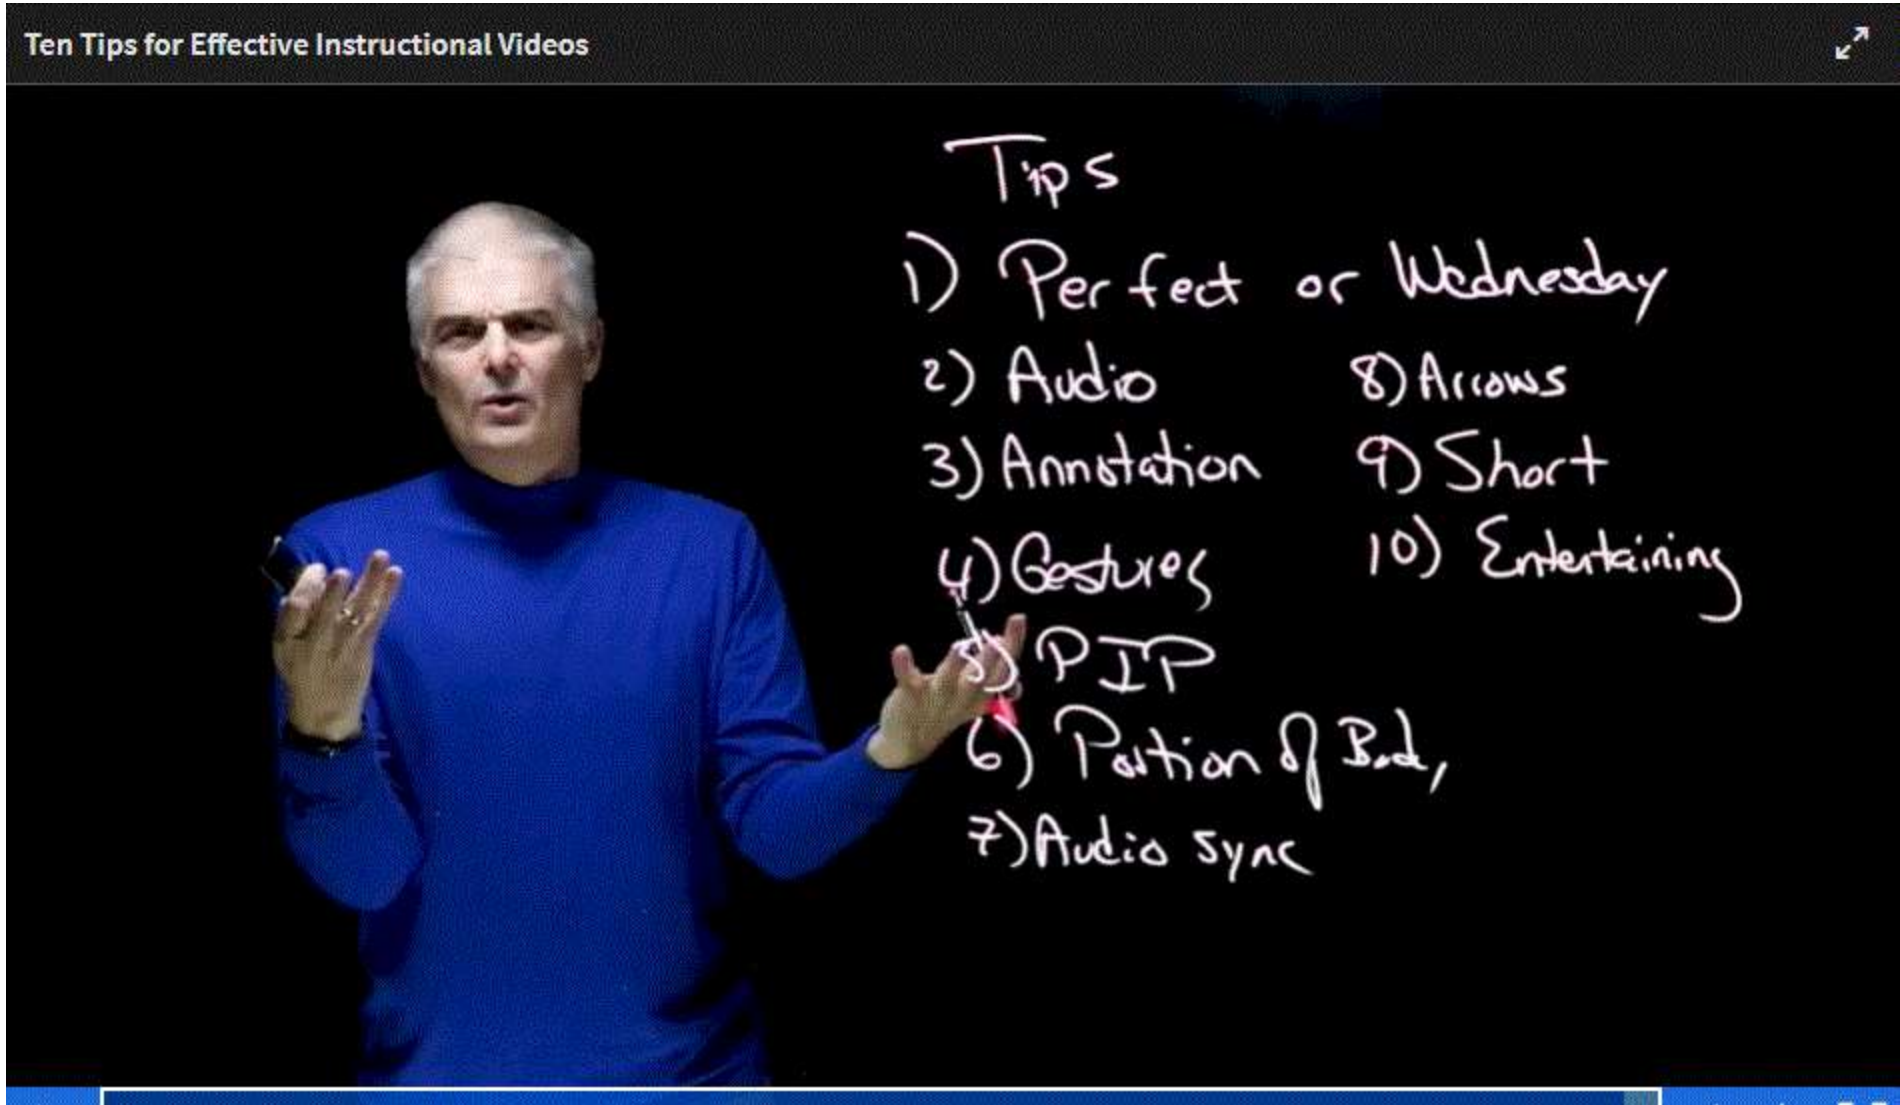 Ten Tips for Effective Instructional Videos
Tips
1) Perfect or Wednesday
2) Audio
3) Annotation
4) Gestures
5) PIP
6) Portion of Body
7) Audio sync
8) Arrows
9) Short
10) Entertaining